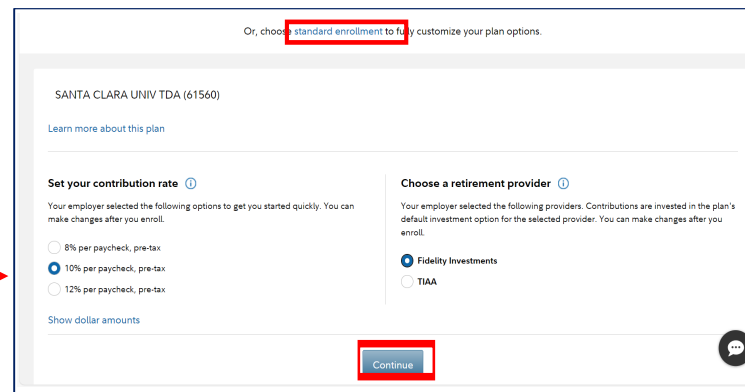 Or, choose standard enrollment to fully customize your plan options.
SANTA CLARA UNIV TDA (61560)
Learn more about this plan
Set your contribution rate
Your employer selected the following options to get you started quickly. You can
make changes after you enroll.
8% per paycheck, pre-tax
10% per paycheck, pre-tax
12% per paycheck, pre-tax
Show dollar amounts
Choose a retirement provider
Your employer selected the following providers. Contributions are invested in the plan's
default investment option for the selected provider. You can make changes after you
enroll.
Fidelity Investments
TIAA
Continue